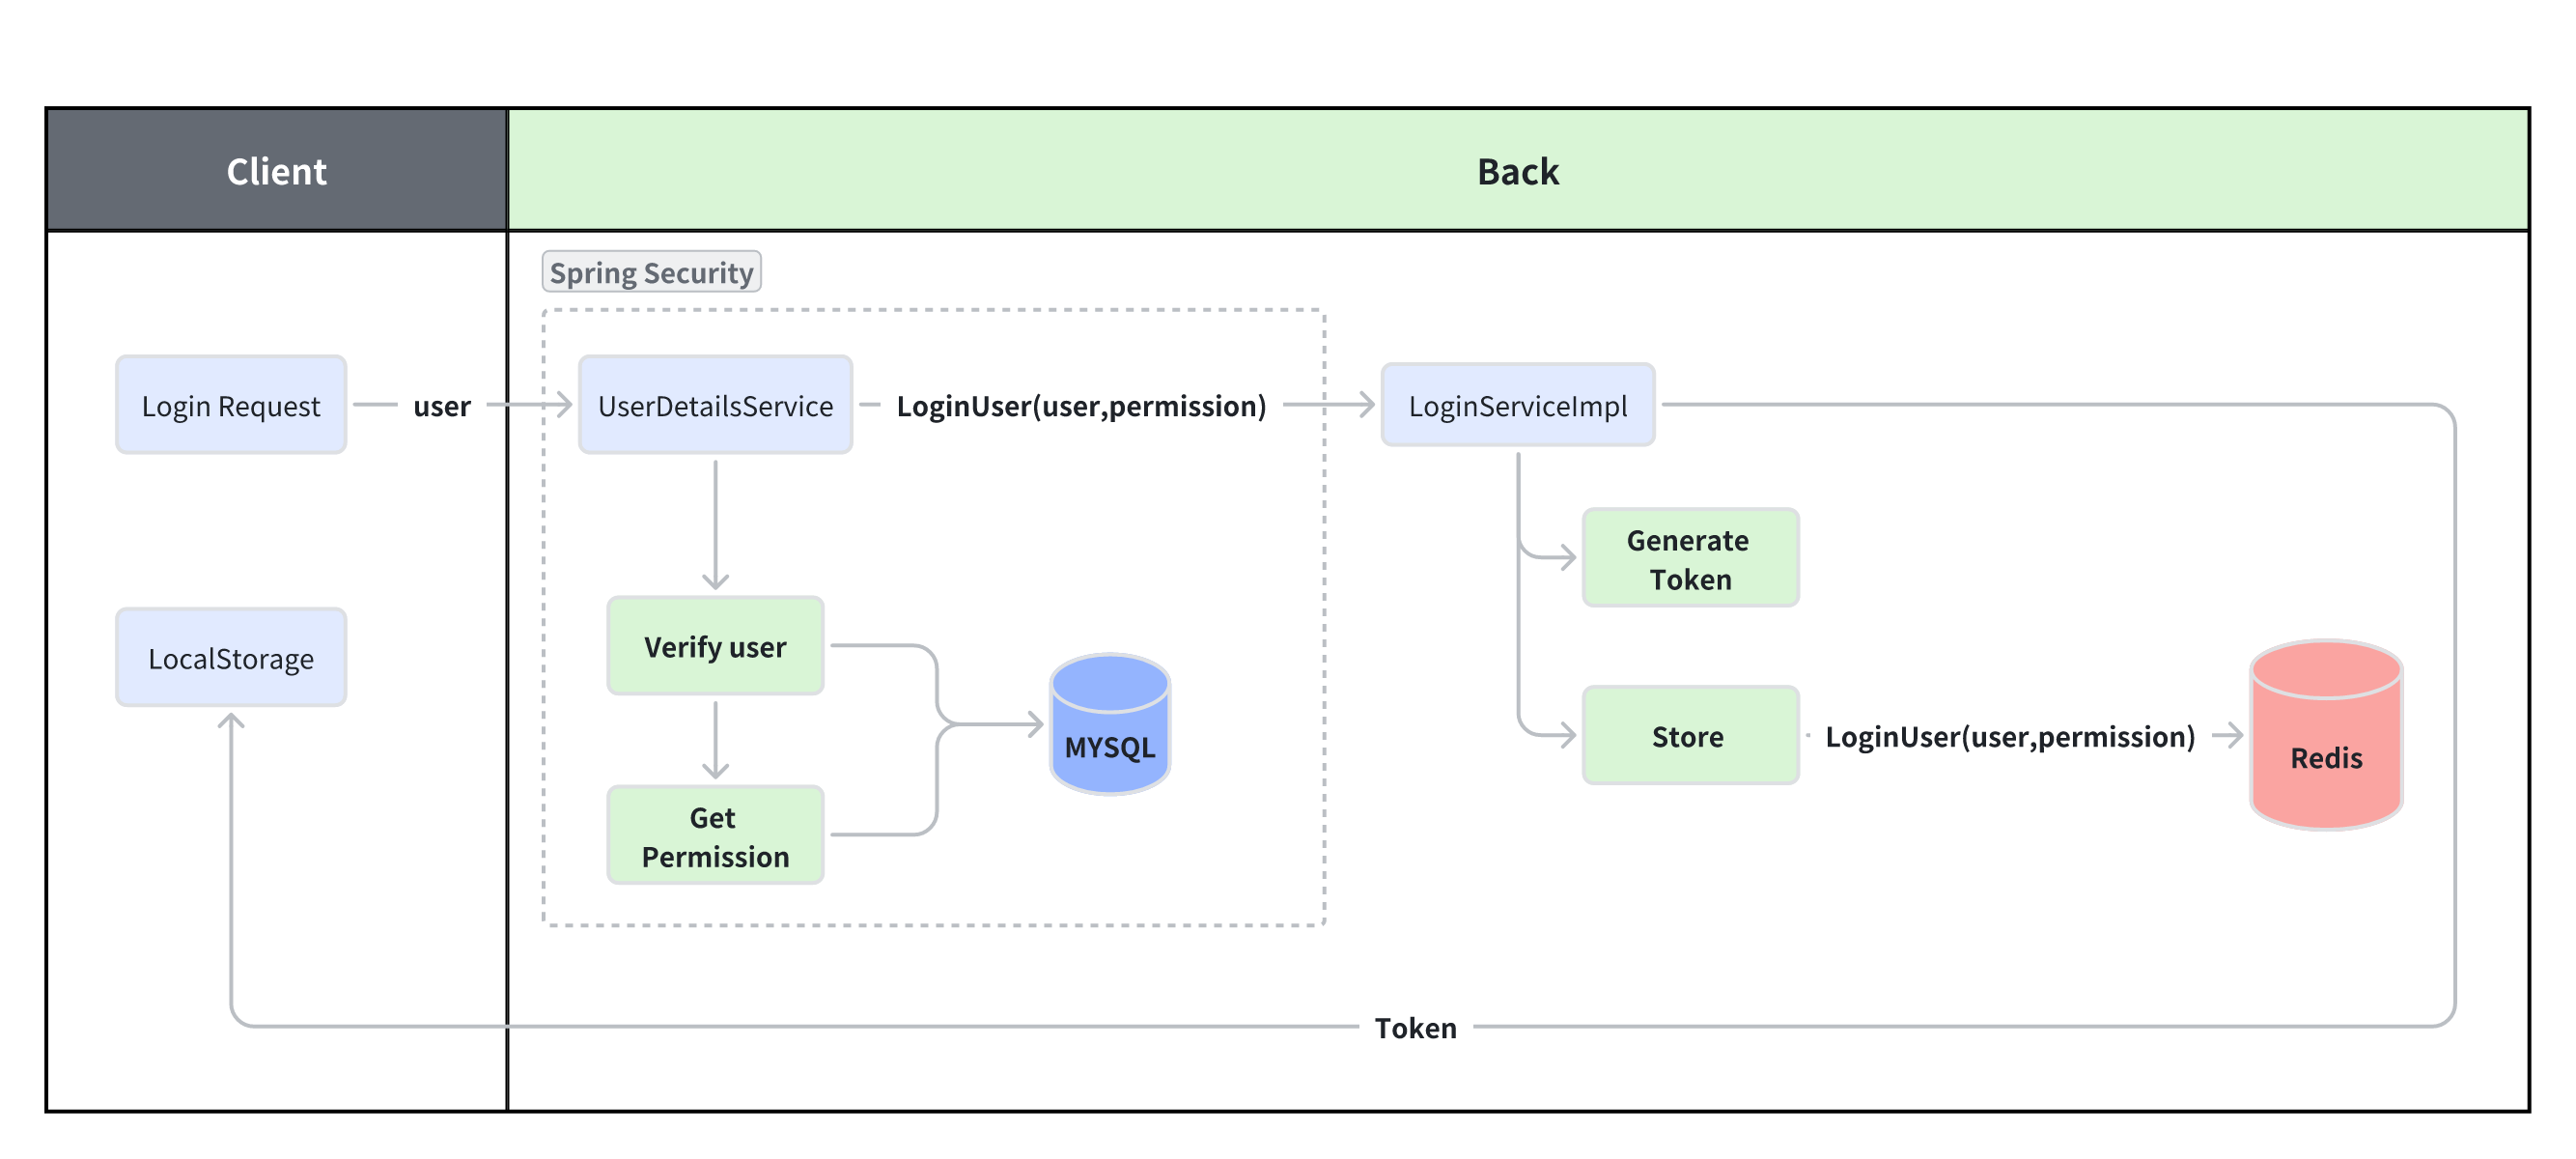 Client
Back
Spring Security
Login Request
user
UserDetailsService
LoginUser(user,permission)
LoginServiceImpl
Generate
Token
Verify user
LocalStorage
MYSQL
Store
LoginUser(user,permission)
Redis
Get
Permission
Token